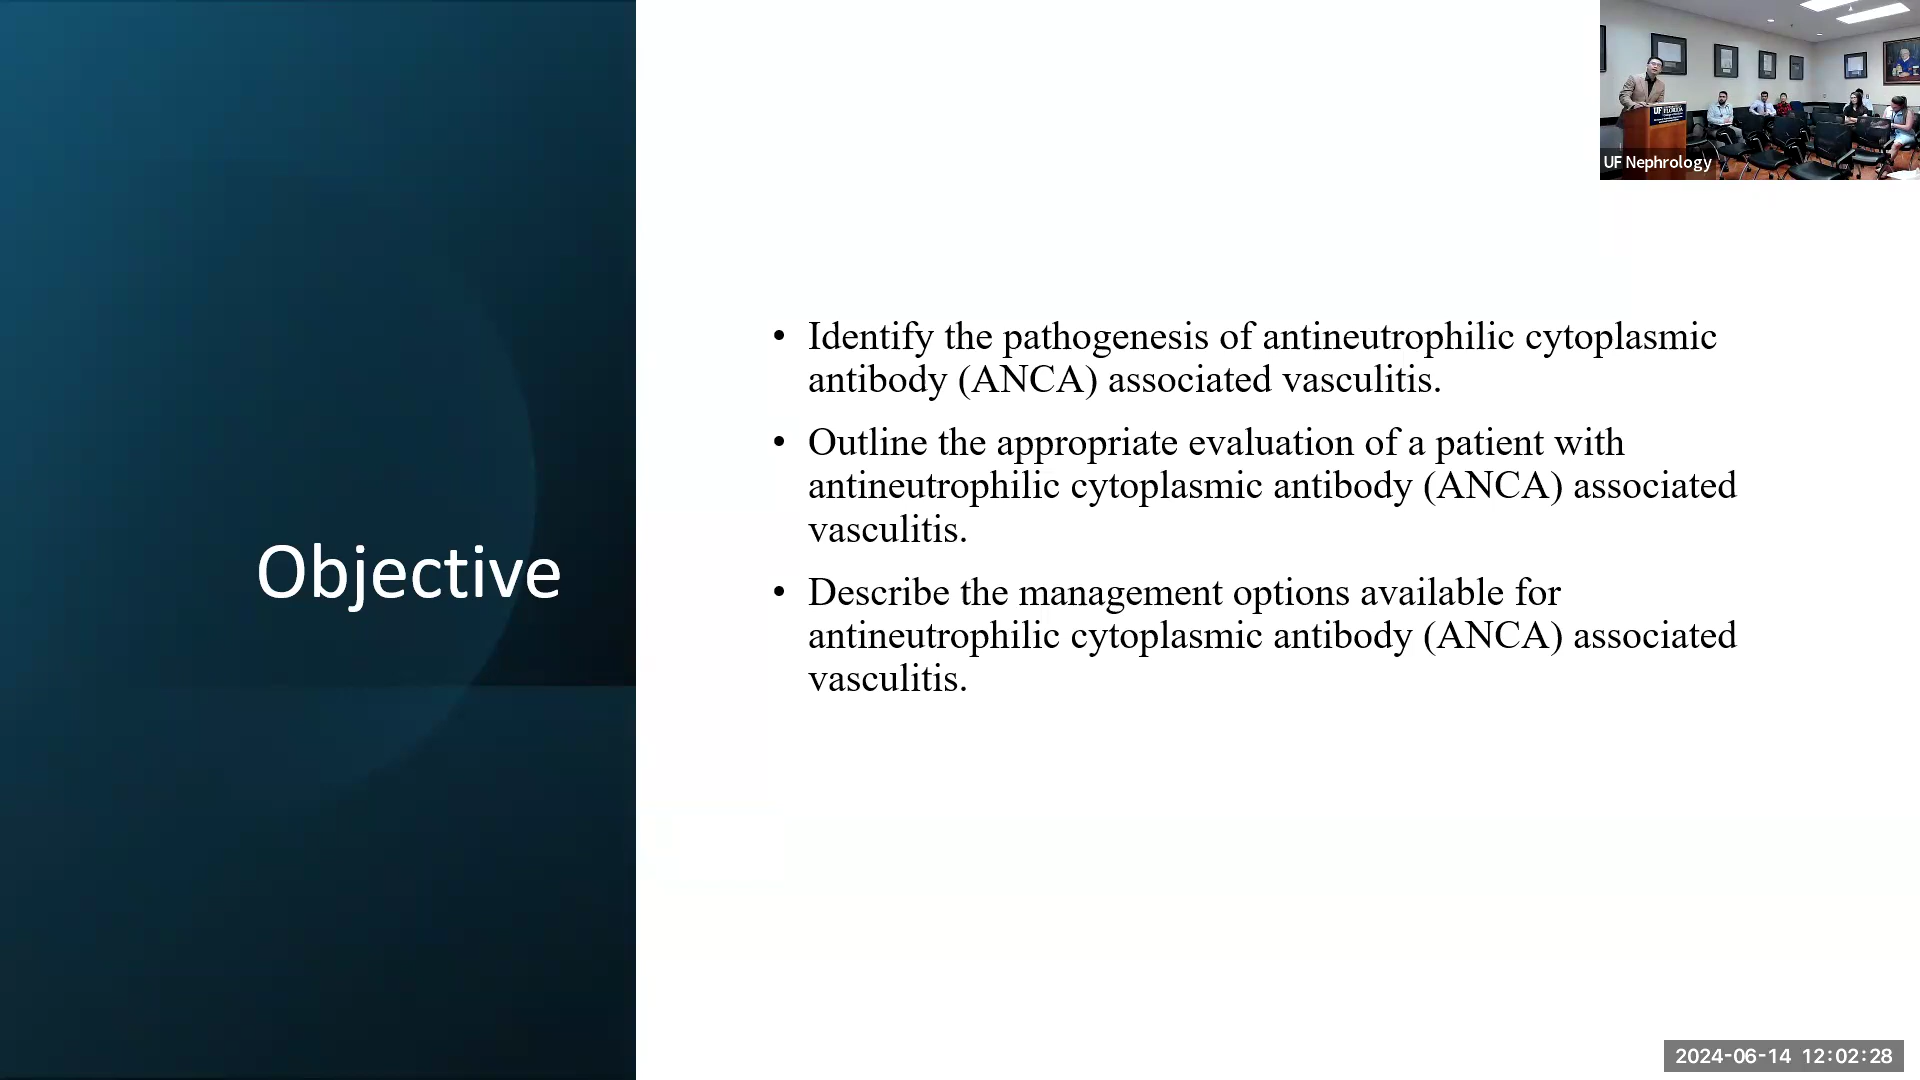 UF Nephrology
Objective
• Identify the pathogenesis of antineutrophilic cytoplasmic
antibody (ANCA) associated vasculitis.
• Outline the appropriate evaluation of a patient with
antineutrophilic cytoplasmic antibody (ANCA) associated
vasculitis.
• Describe the management options available for
antineutrophilic cytoplasmic antibody (ANCA) associated
vasculitis.
UF FLORIDA
2024-06-14 12:02:28